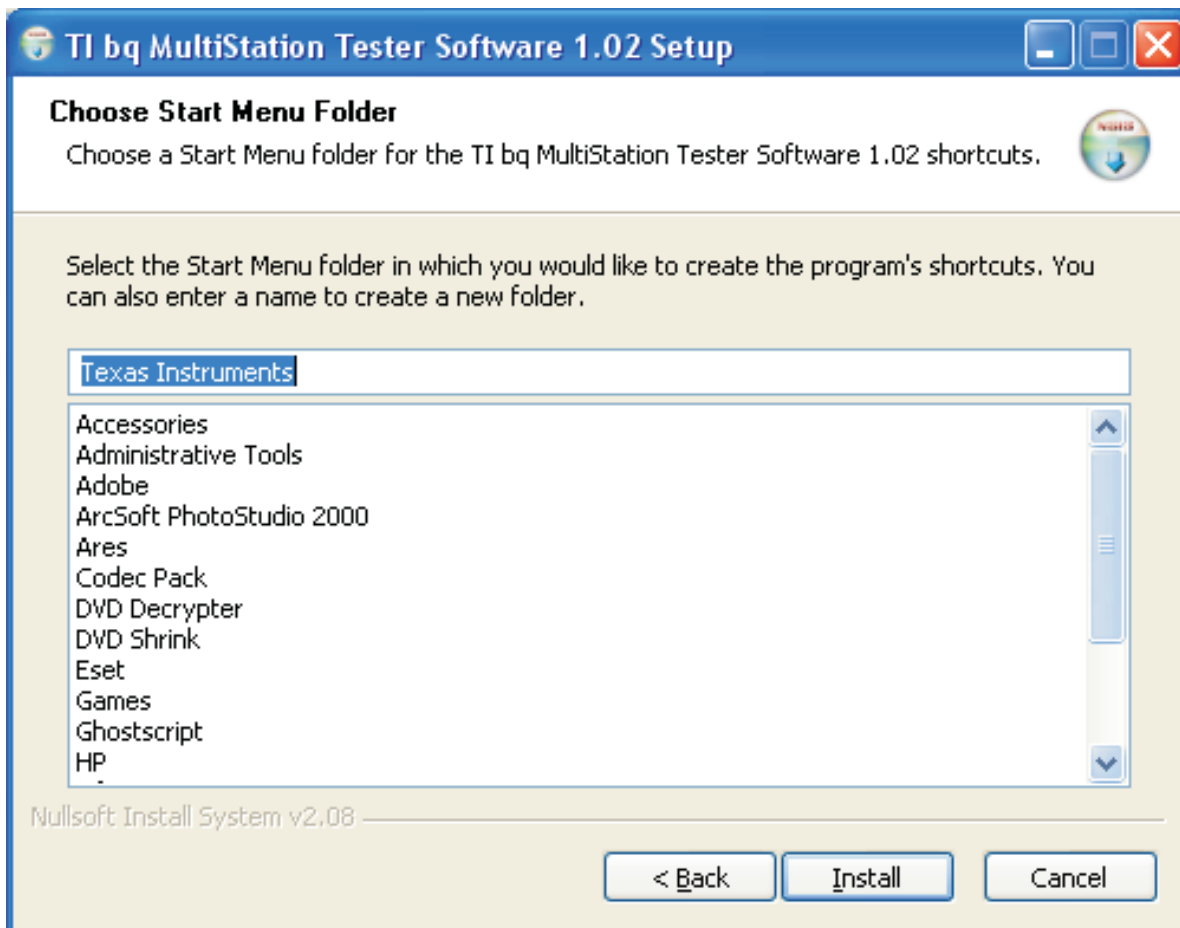 TI bq MultiStation Tester Software 1.02 Setup
Choose Start Menu Folder
Choose a Start Menu folder for the TI bq MultiStation Tester Software 1.02 shortcuts.
Select the Start Menu folder in which you would like to create the program's shortcuts. You
can also enter a name to create a new folder.
Texas Instruments
Accessories
Administrative Tools
Adobe
ArcSoft PhotoStudio 2000
Ares
Codec Pack
DVD Decrypter
DVD Shrink
Eset
Games
Ghostscript
HP
Nullsoft Install System v2.08
< Back
Install
Cancel